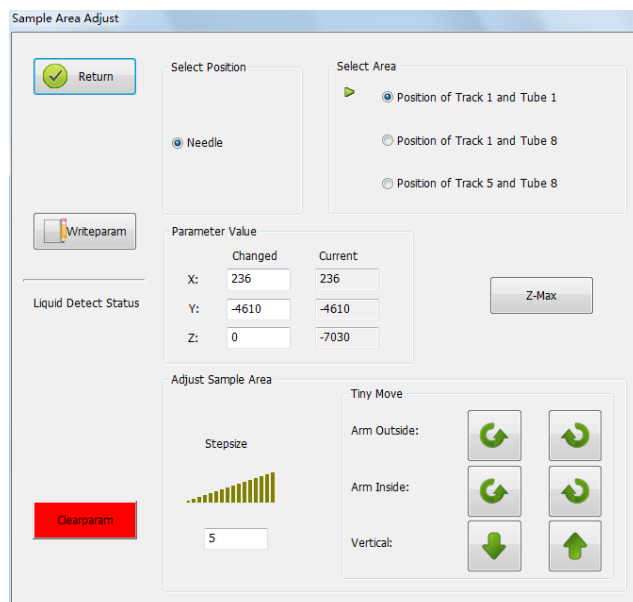 Sample Area Adjust
Return
Select Position
Needle
Select Area
Position of Track 1 and Tube 1
Position of Track 1 and Tube 8
Position of Track 5 and Tube 8
Writeparam
Liquid Detect Status
Parameter Value
Changed Current
X: 236 236
Y: -4610 -4610
Z: 0 -7030
Z-Max
Adjust Sample Area
Stepsize
5
Tiny Move
Arm Outside:
Arm Inside:
Vertical:
Clearparam